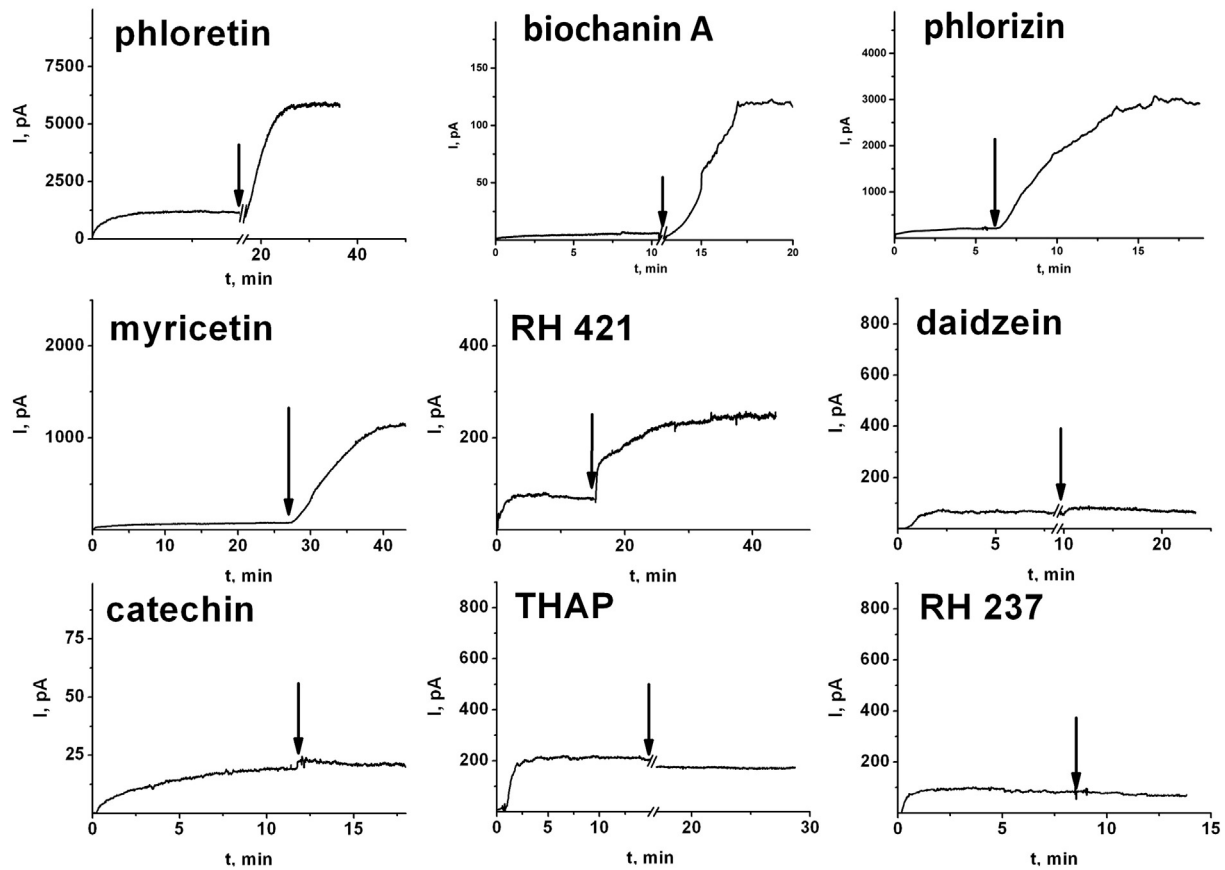 phloretin
I, pA
7500
5000
2500
0
20
40
t, min
biochanin A
I, pA
150
100
50
0
5
10
15
20
t, min
phlorizin
I, pA
4000
3000
2000
1000
0
5
10
15
t, min
myricetin
I, pA
2000
1000
0
10
20
30
40
t, min
RH 421
I, pA
400
200
0
20
40
t, min
daidzein
I, pA
800
600
400
200
0
5
10
20
t, min
catechin
I, pA
75
50
25
0
5
10
15
t, min
THAP
I, pA
800
600
400
200
0
5
10
20
30
t, min
RH 237
I, pA
800
600
400
200
0
5
10
15
t, min